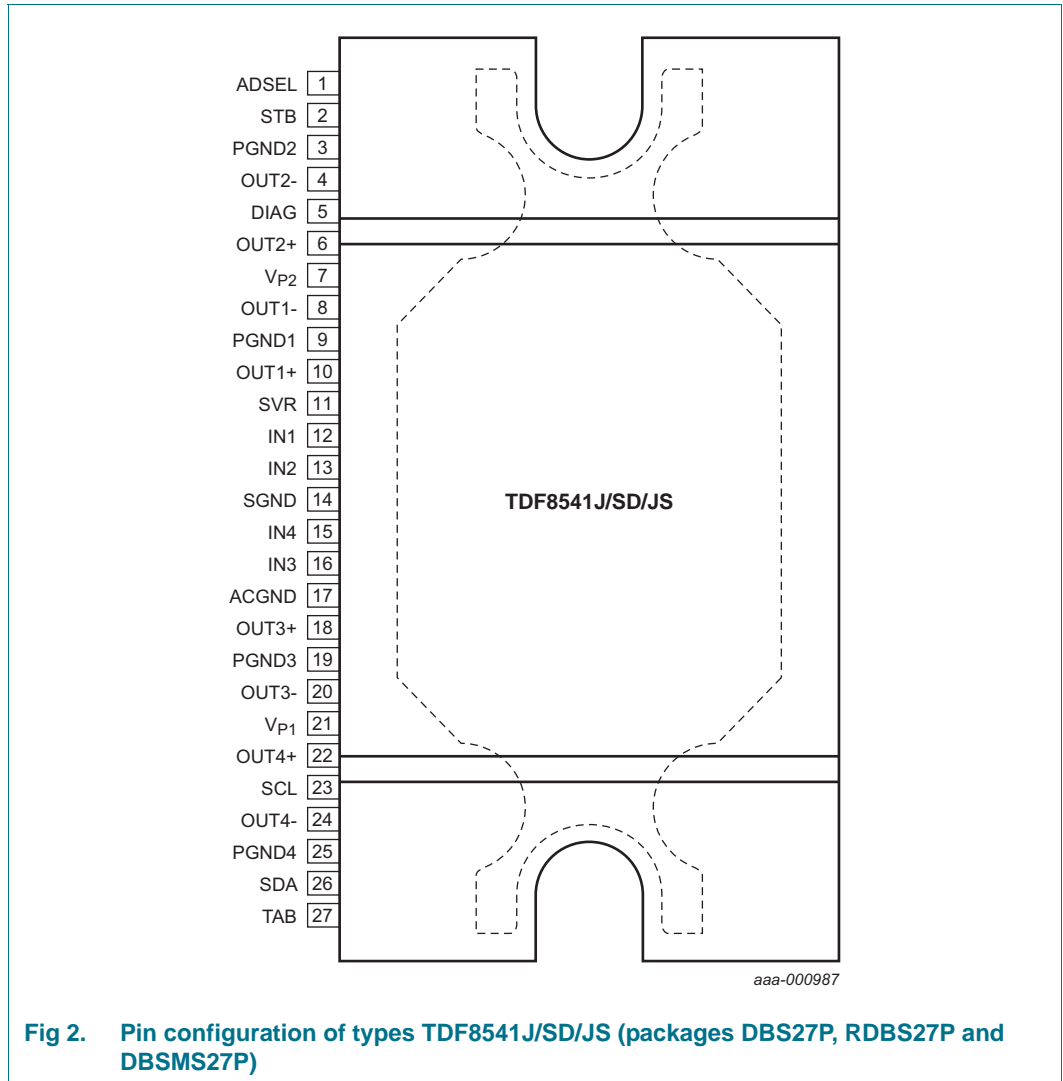 ADSEL 1
STB 2
PGND2 3
OUT2- 4
DIAG 5
OUT2+ 6
VP2 7
OUT1- 8
PGND1 9
OUT1+ 10
SVR 11
IN1 12
IN2 13
SGND 14
TDF8541J/SD/JS
IN4 15
IN3 16
ACGND 17
OUT3+ 18
PGND3 19
OUT3- 20
VP1 21
OUT4+ 22
SCL 23
OUT4- 24
PGND4 25
SDA 26
TAB 27
aaa-000987
Fig 2. Pin configuration of types TDF8541J/SD/JS (packages DBS27P, RDBS27P and
DBSMS27P)